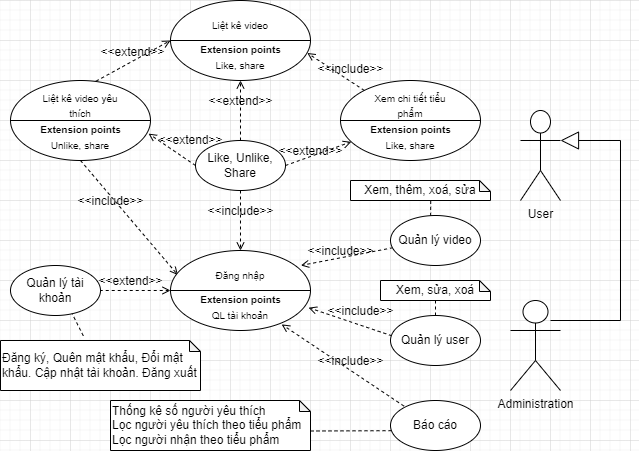 Liệt kê video
Extension points
Like, share
<<extend>>
<<include>>
Liệt kê video yêu
thích
Extension points
Unlike, share
<<extend>>
Xem chi tiết tiểu
phẩm
Extension points
Like, share
<<extend>>
<<extend>>
Like, Unlike,
Share
Xem, thêm, xoá, sửa
<<include>>
<<include>>
User
Quản lý video
<<include>>
Quản lý tài
khoản
<<extend>>
Đăng nhập
Extension points
QL tài khoản
Xem, sửa, xoá
<<include>>
Quản lý user
Đăng ký, Quên mật khẩu, Đổi mật
khẩu. Cập nhật tài khoản. Đăng xuất
<<include>>
Administration
Thống kê số người yêu thích
Lọc người yêu thích theo tiểu phẩm
Lọc người nhận theo tiểu phẩm
Báo cáo